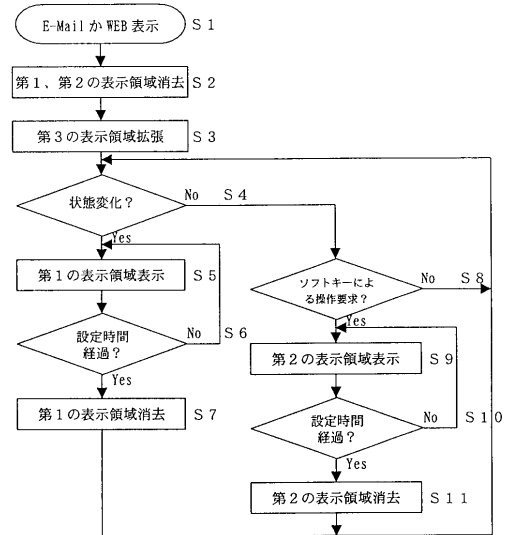 E-MailかWEB表示 S1
第1、第2の表示領域消去 S2
第3の表示領域拡張 S3
状態変化？ No S4
Yes
第1の表示領域表示 S5
設定時間
経過？
No S6
Yes
第1の表示領域消去 S7
ソフトキーによ
る操作要求？
No S8
Yes
第2の表示領域表示 S9
設定時間
経過？
No S10
Yes
第2の表示領域消去 S11